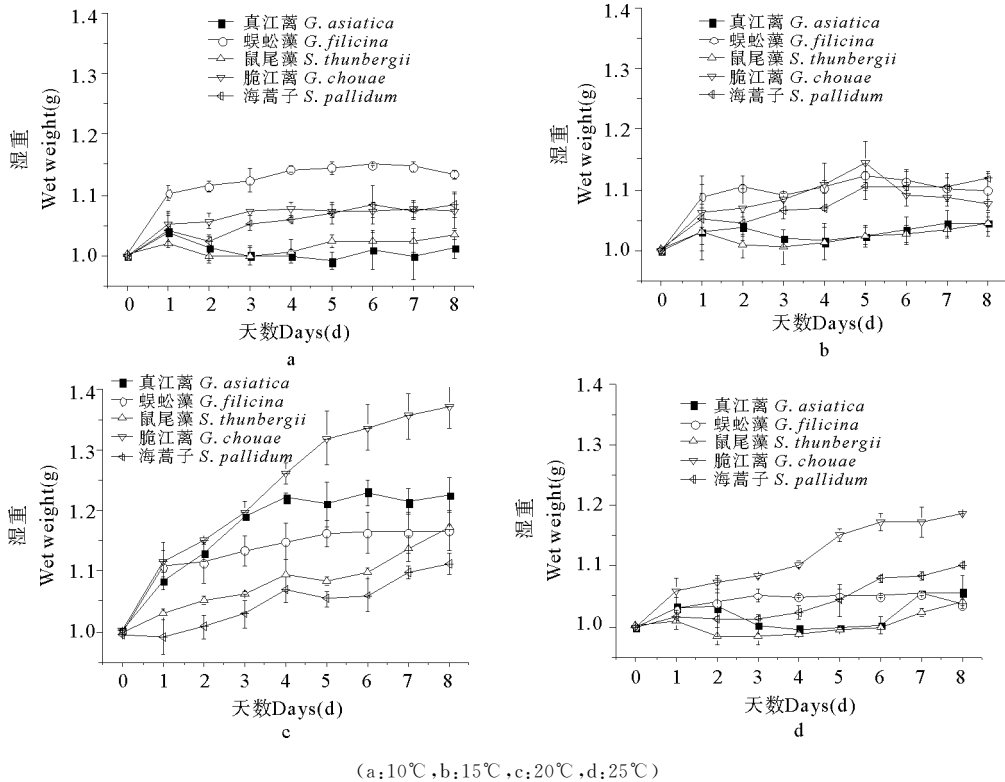 真江蓠 G. asiatica
蜈蚣藻 G. filicina
鼠尾藻 S. thunbergii
脆江蓠 G. chouae
海蒿子 S. pallidum
湿重
Wet weight(g)
1.4
1.3
1.2
1.1
1.0
0 1 2 3 4 5 6 7 8
天数Days(d)
a
真江蓠 G. asiatica
蜈蚣藻 G. filicina
鼠尾藻 S. thunbergii
脆江蓠 G. chouae
海蒿子 S. pallidum
湿重
Wet weight(g)
1.4
1.3
1.2
1.1
1.0
0 1 2 3 4 5 6 7 8
天数Days(d)
b
真江蓠 G. asiatica
蜈蚣藻 G. filicina
鼠尾藻 S. thunbergii
脆江蓠 G. chouae
海蒿子 S. pallidum
湿重
Wet weight(g)
1.4
1.3
1.2
1.1
1.0
0 1 2 3 4 5 6 7 8
天数Days(d)
c
真江蓠 G. asiatica
蜈蚣藻 G. filicina
鼠尾藻 S. thunbergii
脆江蓠 G. chouae
海蒿子 S. pallidum
湿重
Wet weight(g)
1.4
1.3
1.2
1.1
1.0
0 1 2 3 4 5 6 7 8
天数Days(d)
d
(a:10℃,b:15℃,c:20℃,d:25℃)